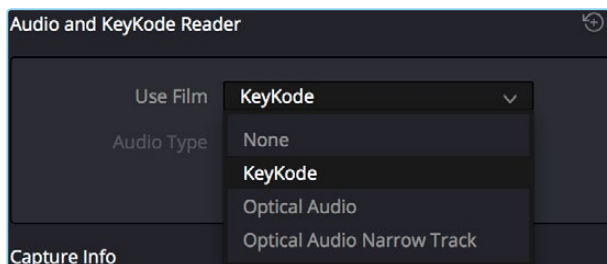 Audio and KeyKode Reader
Use Film KeyKode
Audio Type
None
KeyKode
Optical Audio
Optical Audio Narrow Track
Capture Info